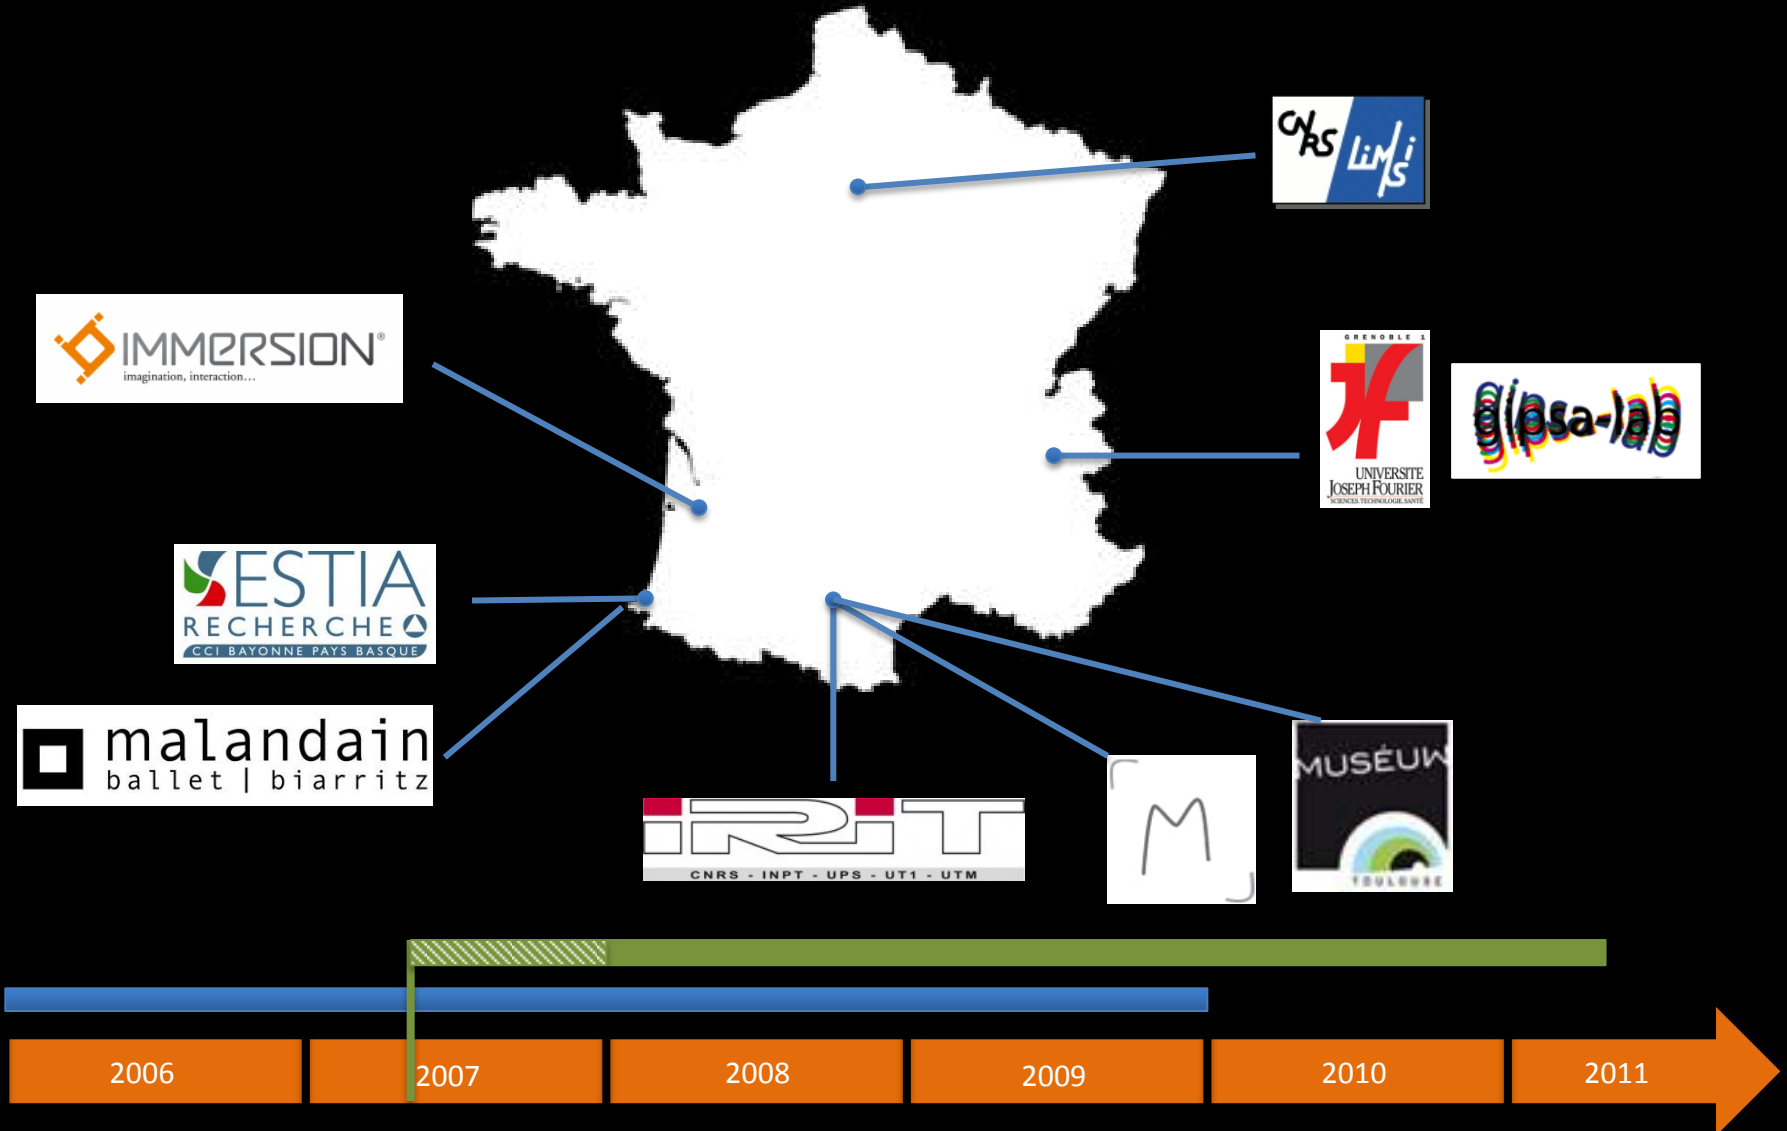 CNRS LiMSi
IMMERSION®
imagination, interaction...
GRENOBLE 1
UNIVERSITE
JOSEPH FOURIER
SCIENCES. TECHNOLOGIE. SANTÉ
gipsa-lab
ESTIA
RECHERCHE
CCI BAYONNE PAYS BASQUE
malandain
ballet | biarritz
iRiT
CNRS - INPT - UPS - UT1 - UTM
M
MUSÉUM
TOULOUSE
2006 2007 2008 2009 2010 2011